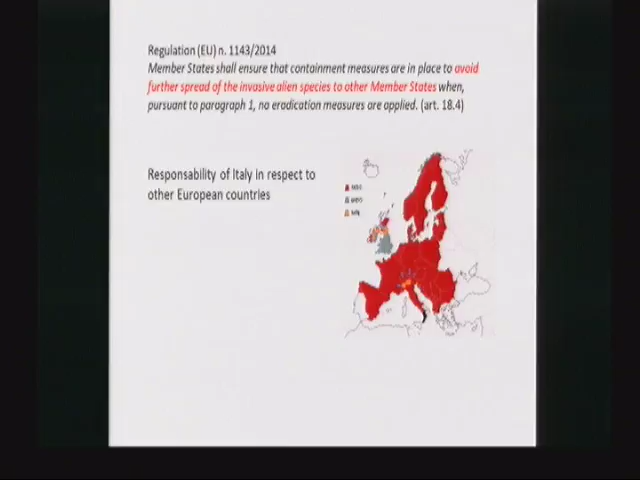 Regulation (EU) n. 1143/2014
Member States shall ensure that containment measures are in place to avoid
further spread of the invasive alien species to other Member States when,
pursuant to paragraph 1, no eradication measures are applied. (art. 18.4)
Responsability of Italy in respect to
other European countries